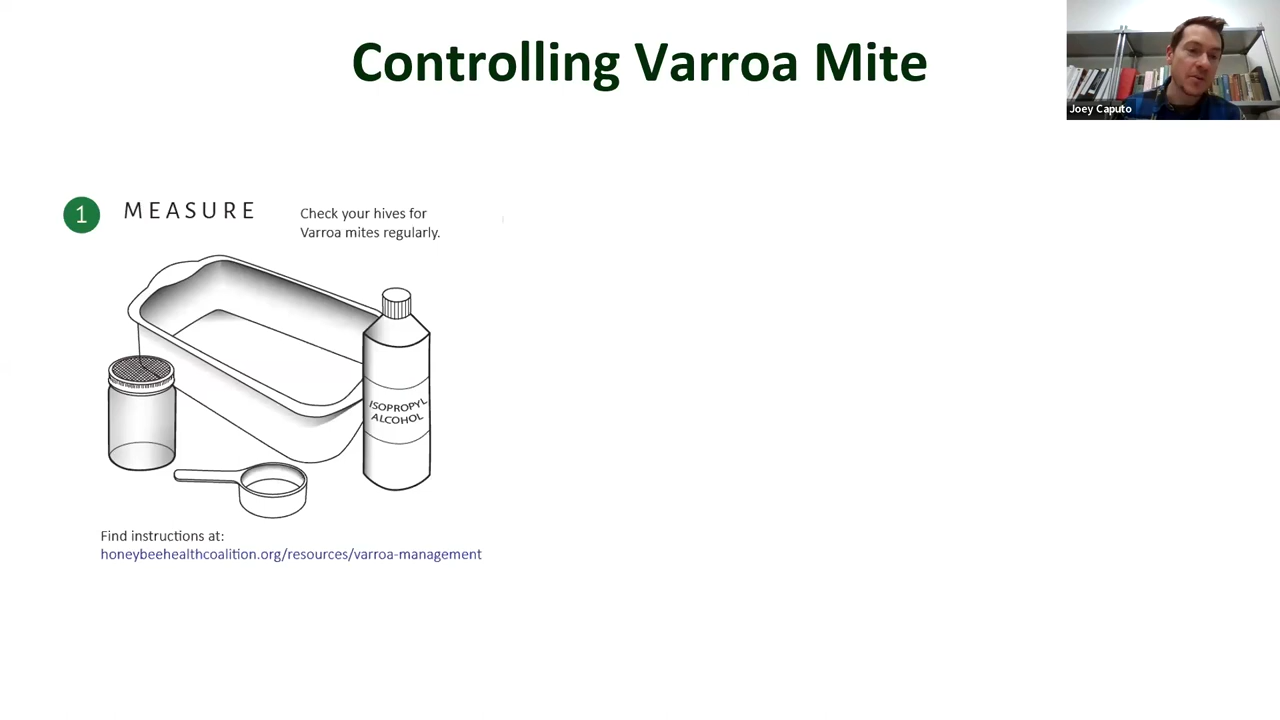 Controlling Varroa Mite
Joey Caputo
1 MEASURE
Check your hives for
Varroa mites regularly.
ISOPROPYL
ALCOHOL
Find instructions at:
honeybeehealthcoalition.org/resources/varroa-management